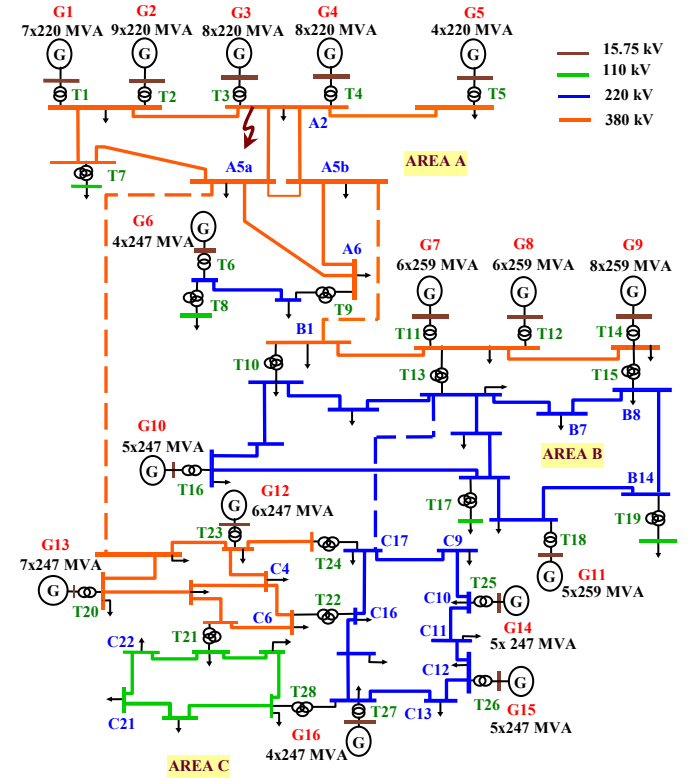 G1 G2 G3 G4 G5
7x220 MVA 9x220 MVA 8x220 MVA 8x220 MVA 4x220 MVA
G G G G G
15.75 kV
110 kV
220 kV
380 kV
T1 T2 T3 T4 T5
A2
T7
A5a A5b
AREA A
G6
4x247 MVA
G
T6
T8
A6
T9
G7 G8 G9
6x259 MVA 6x259 MVA 8x259 MVA
G G G
B1
T11 T12 T14
T10 T13 T15
B7 B8
G10
5x247 MVA
G
T16
AREA B
B14
G12
6x247 MVA
G
T17
T18
T19
G
G11
5x259 MVA
T23
T24
C17 C9
G13
7x247 MVA
G
T20
C4
T22
C6
C16
C10
T25
G
G14
5x 247 MVA
C11
C22
T21
C12
T26
G
G15
5x247 MVA
C21
T28
C13
G16
4x247 MVA
T27
G
AREA C